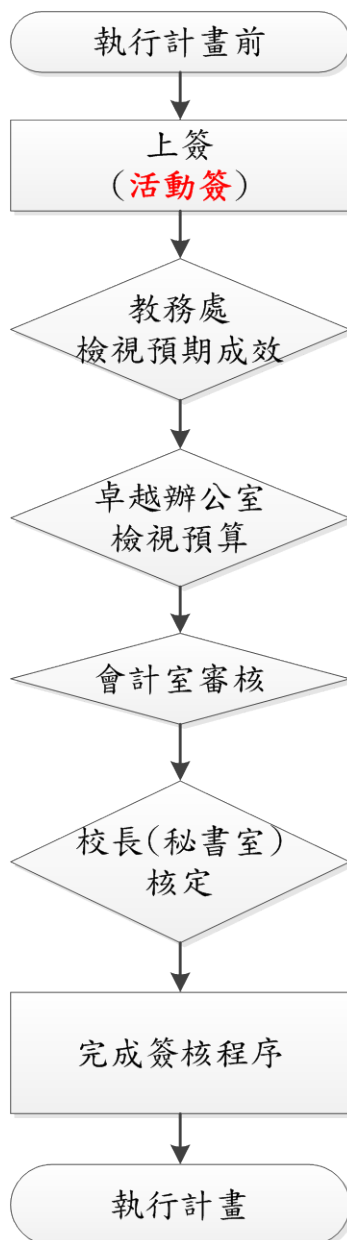 執行計畫前
上簽
(活動簽)
教務處
檢視預期成效
卓越辦公室
檢視預算
會計室審核
校長(秘書室)
核定
完成簽核程序
執行計畫